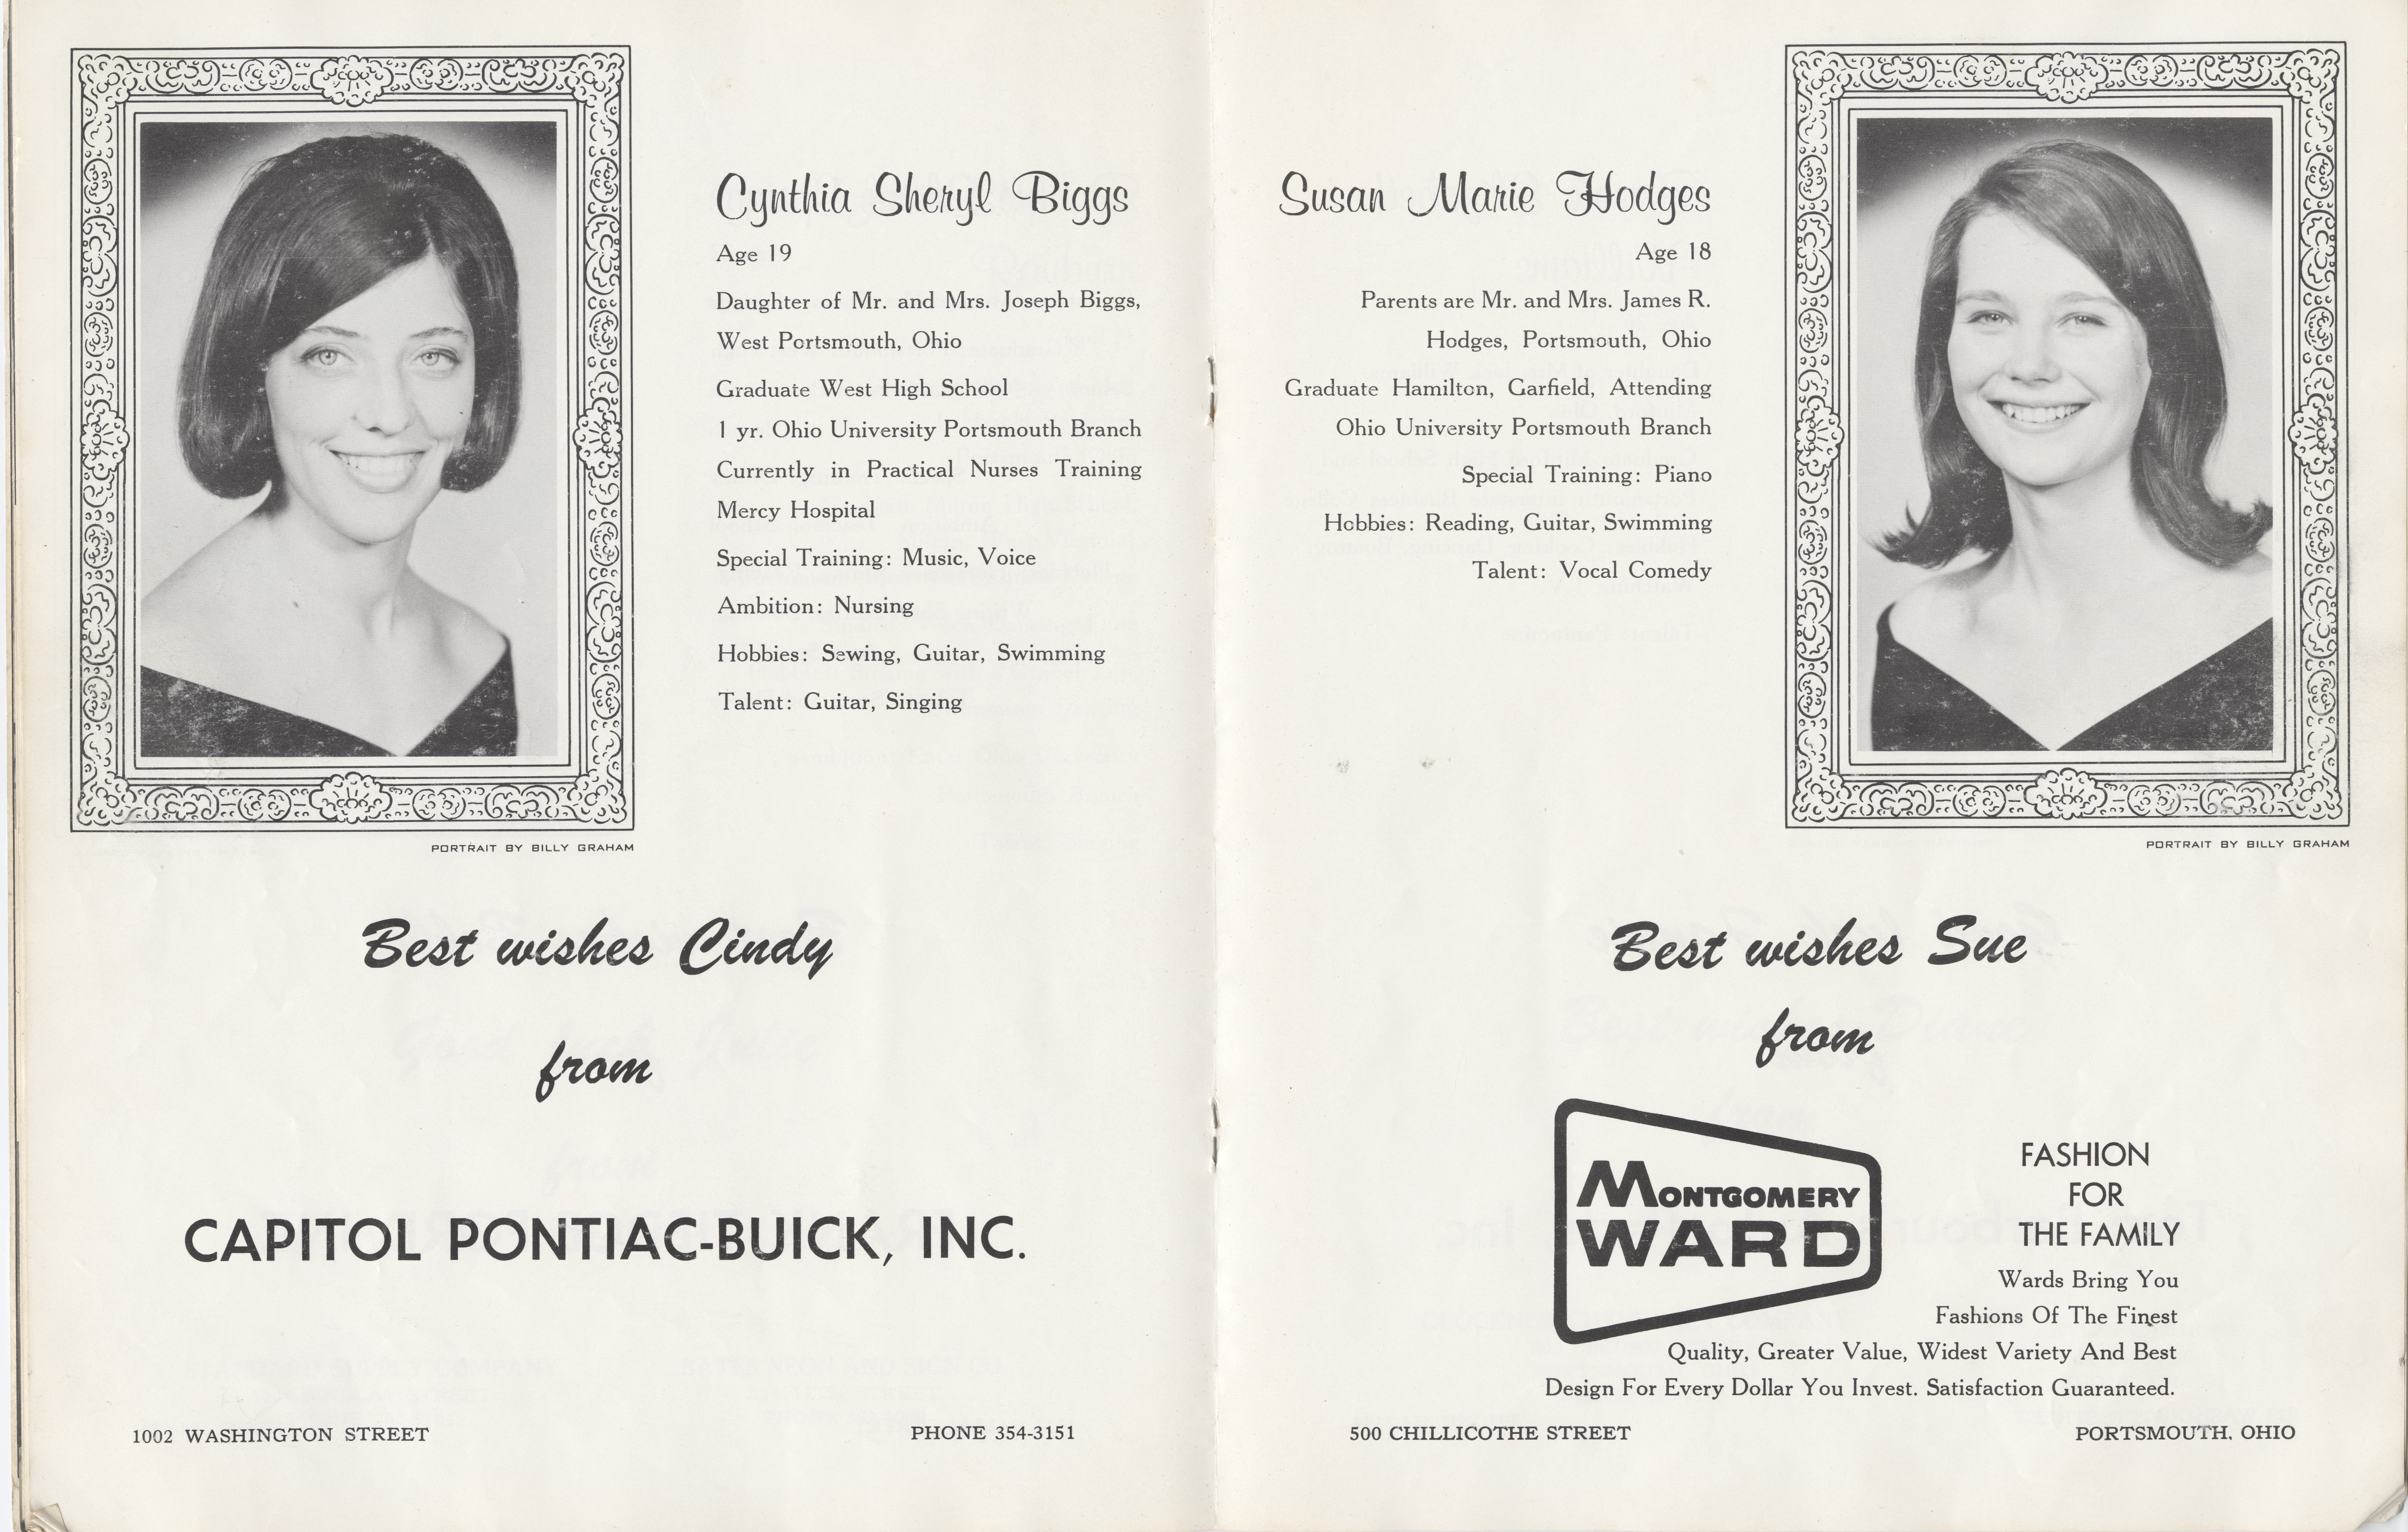 Cynthia Sheryl Biggs
Age 19
Daughter of Mr. and Mrs. Joseph Biggs,
West Portsmouth, Ohio
Graduate West High School
1 yr. Ohio University Portsmouth Branch
Currently in Practical Nurses Training
Mercy Hospital
Special Training: Music, Voice
Ambition: Nursing
Hobbies: Sewing, Guitar, Swimming
Talent: Guitar, Singing
PORTRAIT BY BILLY GRAHAM
Best wishes Cindy
from
CAPITOL PONTIAC-BUICK, INC.
1002 WASHINGTON STREET
PHONE 354-3151
Susan Marie Hodges
Age 18
Parents are Mr. and Mrs. James R.
Hodges, Portsmouth, Ohio
Graduate Hamilton, Garfield, Attending
Ohio University Portsmouth Branch
Special Training: Piano
Hobbies: Reading, Guitar, Swimming
Talent: Vocal Comedy
PORTRAIT BY BILLY GRAHAM
Best wishes Sue
from
MONTGOMERY
WARD
FASHION
FOR
THE FAMILY
Wards Bring You
Fashions Of The Finest
Quality, Greater Value, Widest Variety And Best
Design For Every Dollar You Invest. Satisfaction Guaranteed.
500 CHILLICOTHE STREET
PORTSMOUTH, OHIO